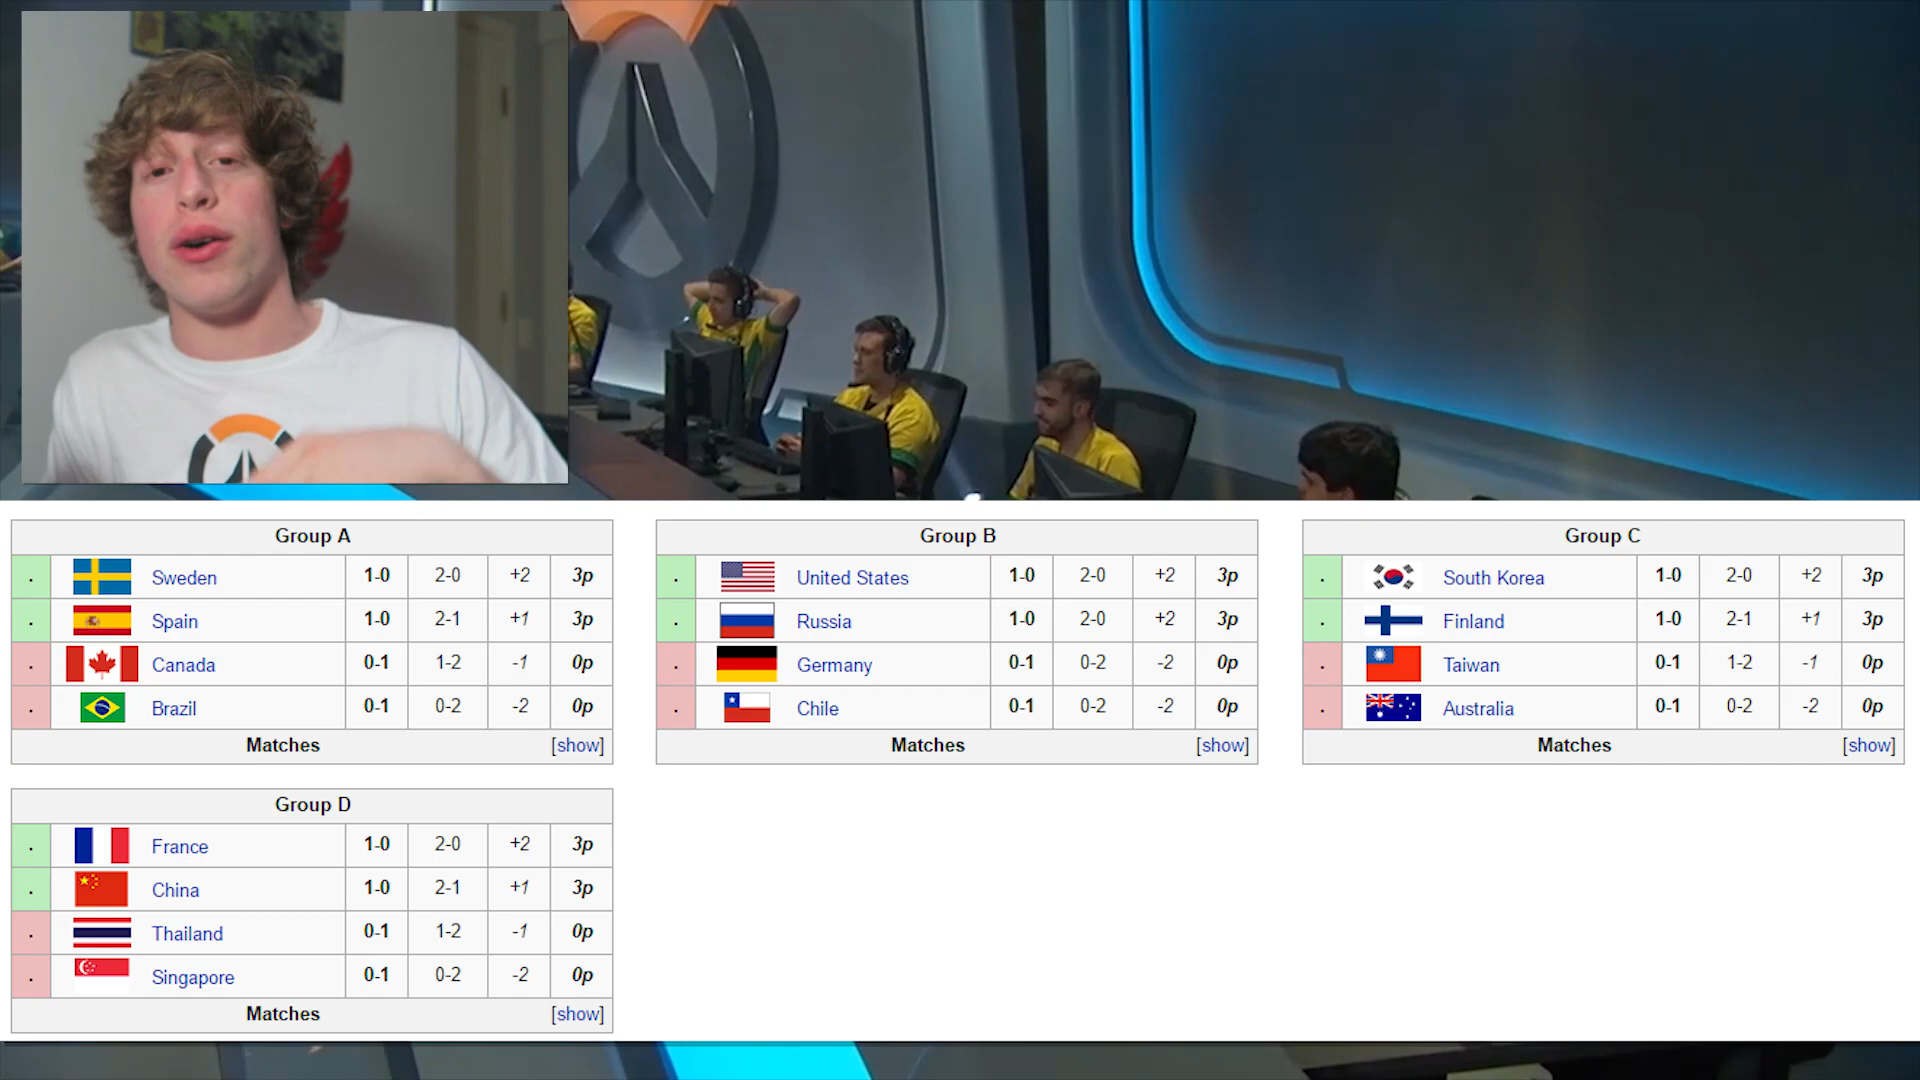 Group A
. Sweden 1-0 2-0 +2 3p
. Spain 1-0 2-1 +1 3p
. Canada 0-1 1-2 -1 0p
. Brazil 0-1 0-2 -2 0p
Matches [show]
Group B
. United States 1-0 2-0 +2 3p
. Russia 1-0 2-0 +2 3p
. Germany 0-1 0-2 -2 0p
. Chile 0-1 0-2 -2 0p
Matches [show]
Group C
. South Korea 1-0 2-0 +2 3p
. Finland 1-0 2-1 +1 3p
. Taiwan 0-1 1-2 -1 0p
. Australia 0-1 0-2 -2 0p
Matches [show]
Group D
. France 1-0 2-0 +2 3p
. China 1-0 2-1 +1 3p
. Thailand 0-1 1-2 -1 0p
. Singapore 0-1 0-2 -2 0p
Matches [show]